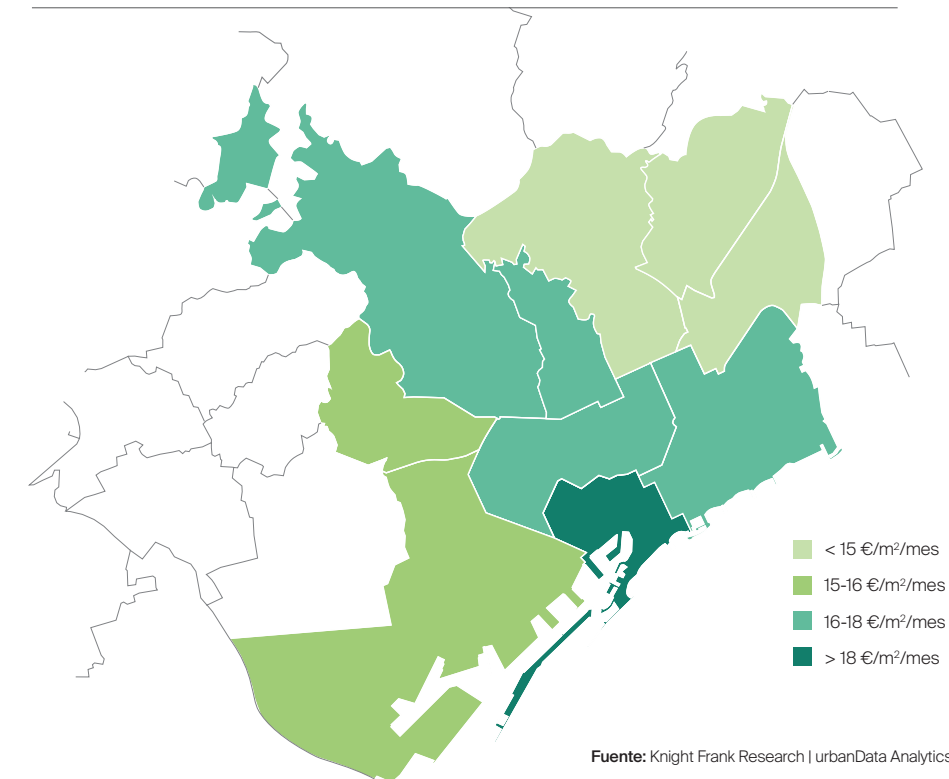 < 15 €/m²/mes
15-16 €/m²/mes
16-18 €/m²/mes
> 18 €/m²/mes
Fuente: Knight Frank Research | urbanData Analytics